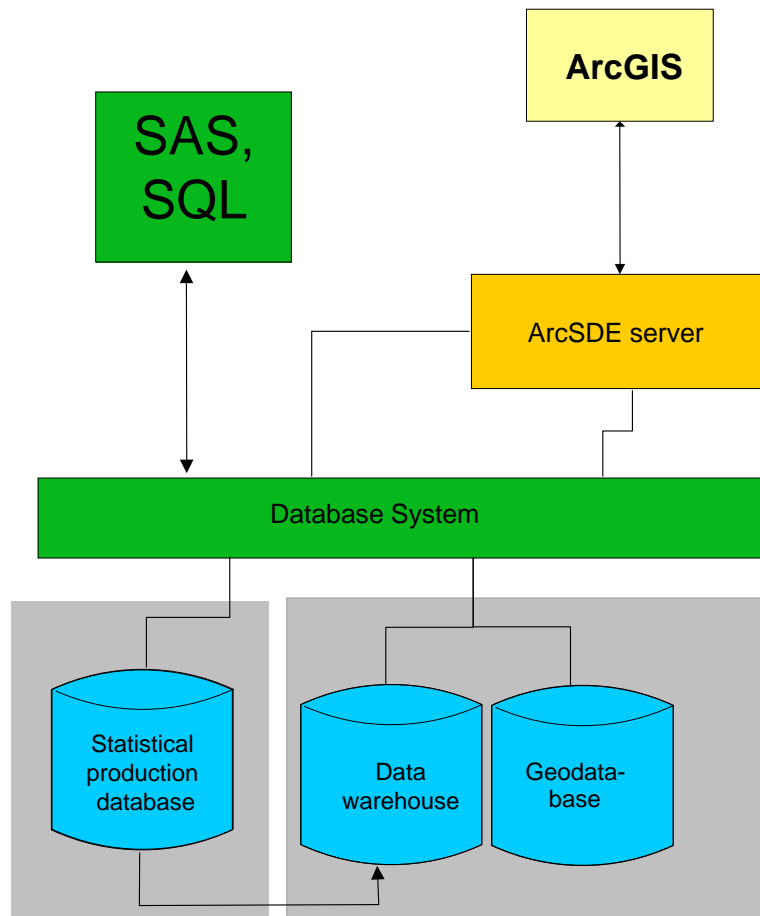 ArcGIS
SAS,
SQL
ArcSDE server
Database System
Statistical
production
database
Data
warehouse
Geodata-
base